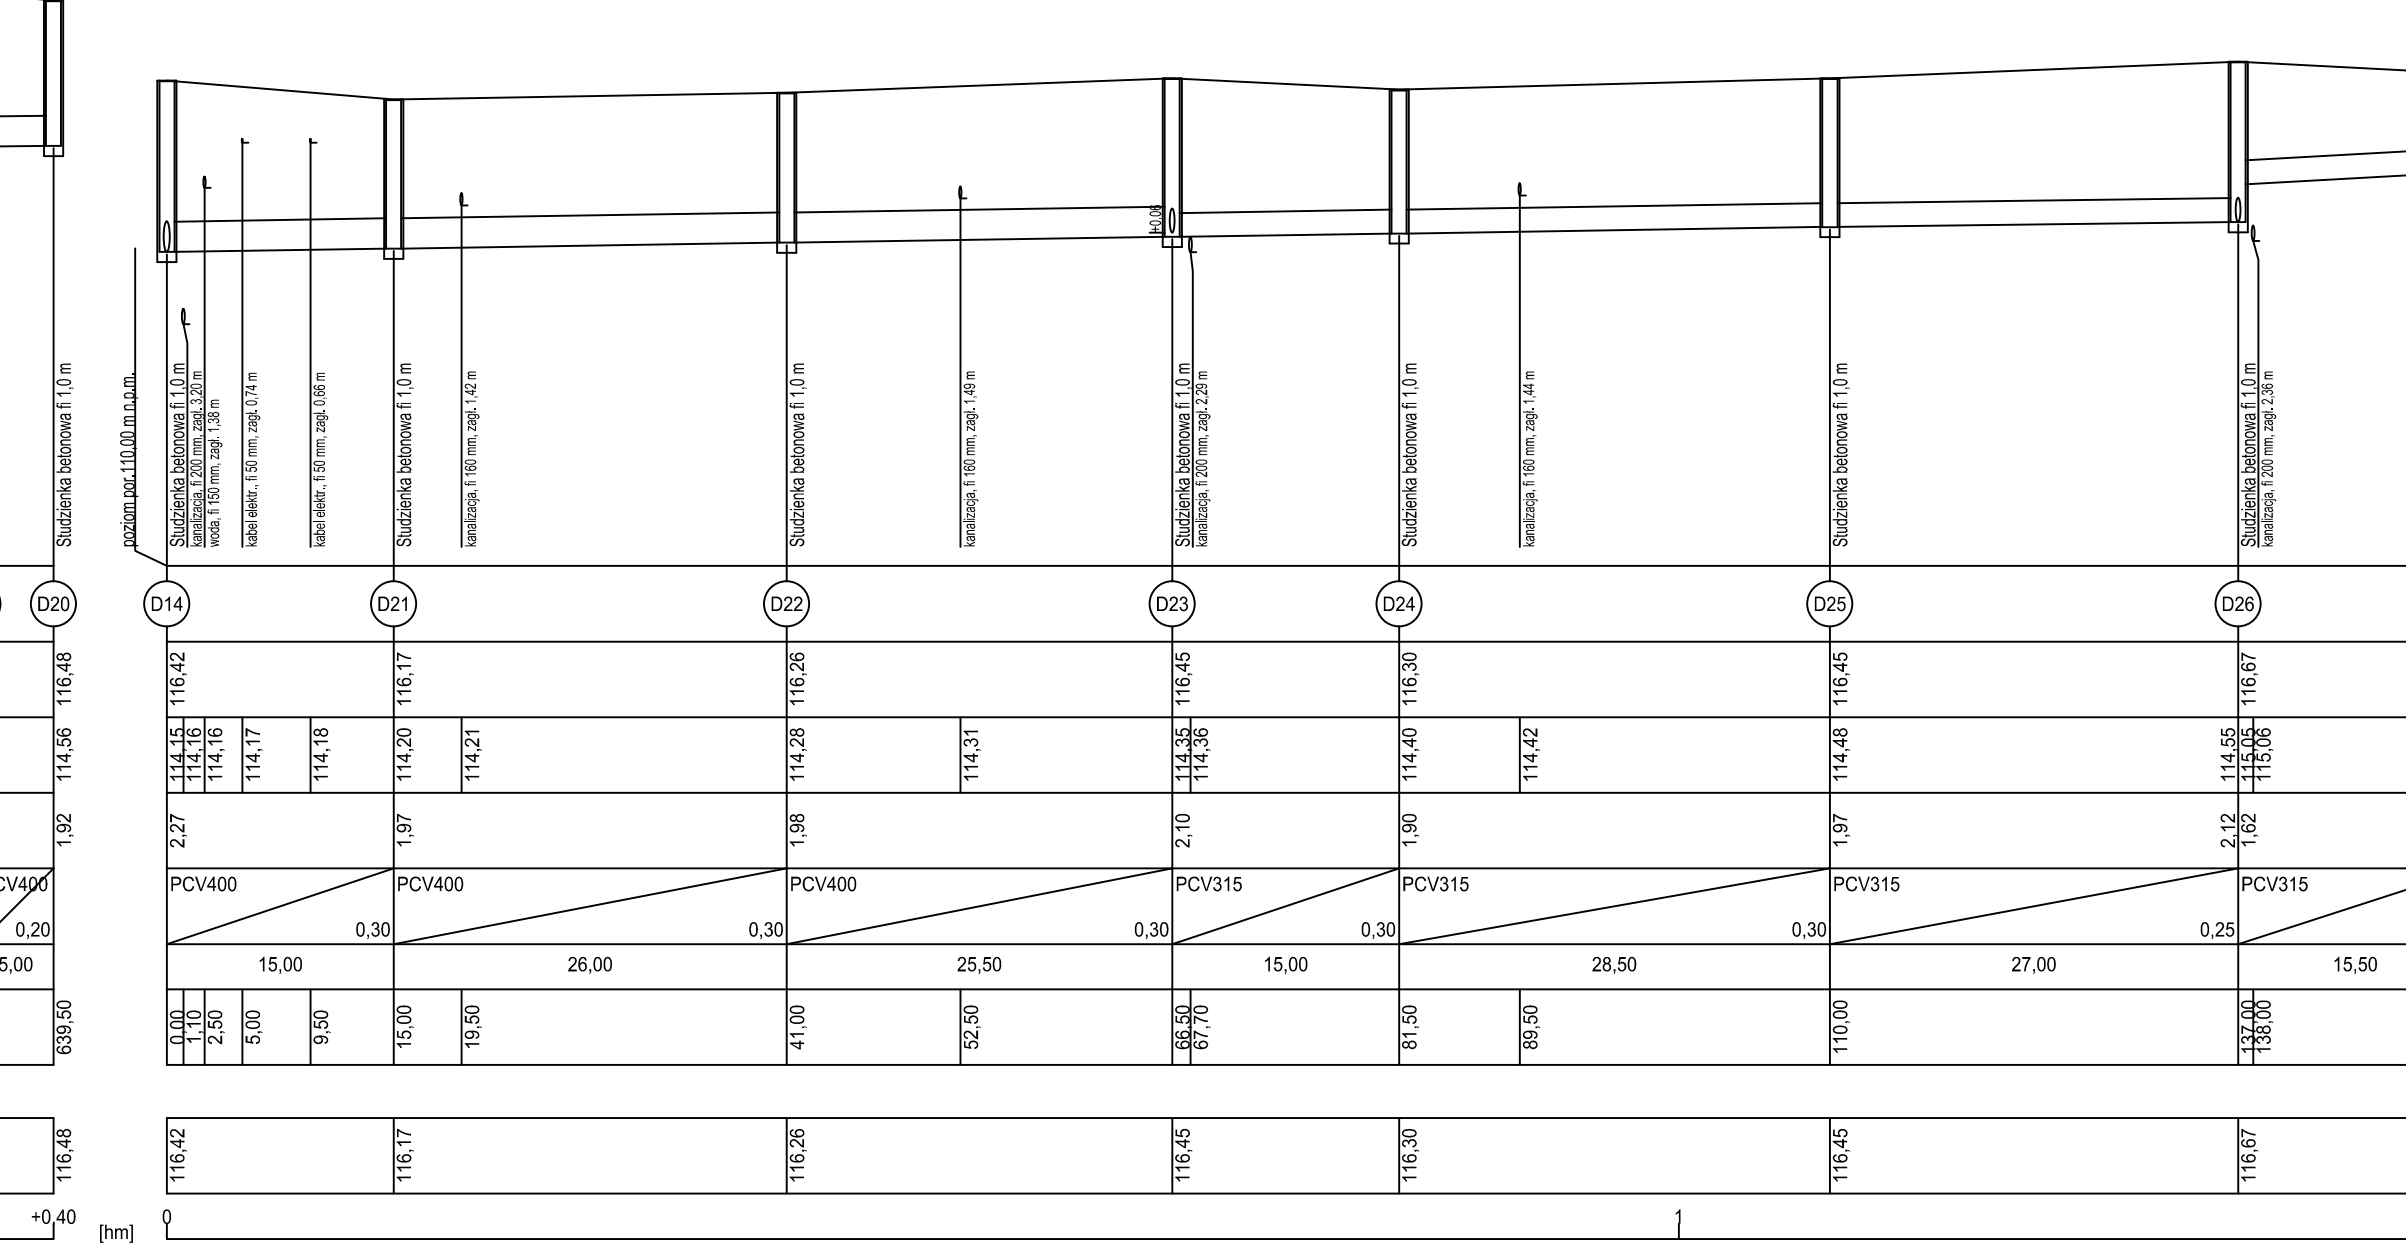 +0,06
Studzienka betonowa fi 1,0 m
poziom por.110,00 m n.p.m.
Studzienka betonowa fi 1,0 m
kanalizacja, fi 200 mm, zagł. 3,20 m
woda, fi 150 mm, zagł. 1,38 m
kabel elektr., fi 50 mm, zagł. 0,74 m
kabel elektr., fi 50 mm, zagł. 0,66 m
Studzienka betonowa fi 1,0 m
kanalizacja, fi 160 mm, zagł. 1,42 m
Studzienka betonowa fi 1,0 m
kanalizacja, fi 160 mm, zagł. 1,49 m
Studzienka betonowa fi 1,0 m
kanalizacja, fi 200 mm, zagł. 2,29 m
Studzienka betonowa fi 1,0 m
kanalizacja, fi 160 mm, zagł. 1,44 m
Studzienka betonowa fi 1,0 m
Studzienka betonowa fi 1,0 m
kanalizacja, fi 200 mm, zagł. 2,36 m
D20 D14 D21 D22 D23 D24 D25 D26
116,48 116,42 116,17 116,26 116,45 116,30 116,45 116,67
114,56 114,15 114,16 114,16 114,17 114,18 114,20 114,21 114,28 114,31 114,35 114,36 114,40 114,42 114,48 114,55 115,05 115,06
1,92 2,27 1,97 1,98 2,10 1,90 1,97 2,12 1,62
CV400 PCV400 PCV400 PCV400 PCV315 PCV315 PCV315 PCV315
0,20 0,30 0,30 0,30 0,30 0,30 0,25
5,00 15,00 26,00 25,50 15,00 28,50 27,00 15,50
639,50 0,00 1,10 2,50 5,00 9,50 15,00 19,50 41,00 52,50 66,50 67,70 81,50 89,50 110,00 137,00 138,00
116,48 116,42 116,17 116,26 116,45 116,30 116,45 116,67
+0,40 [hm] 0 1